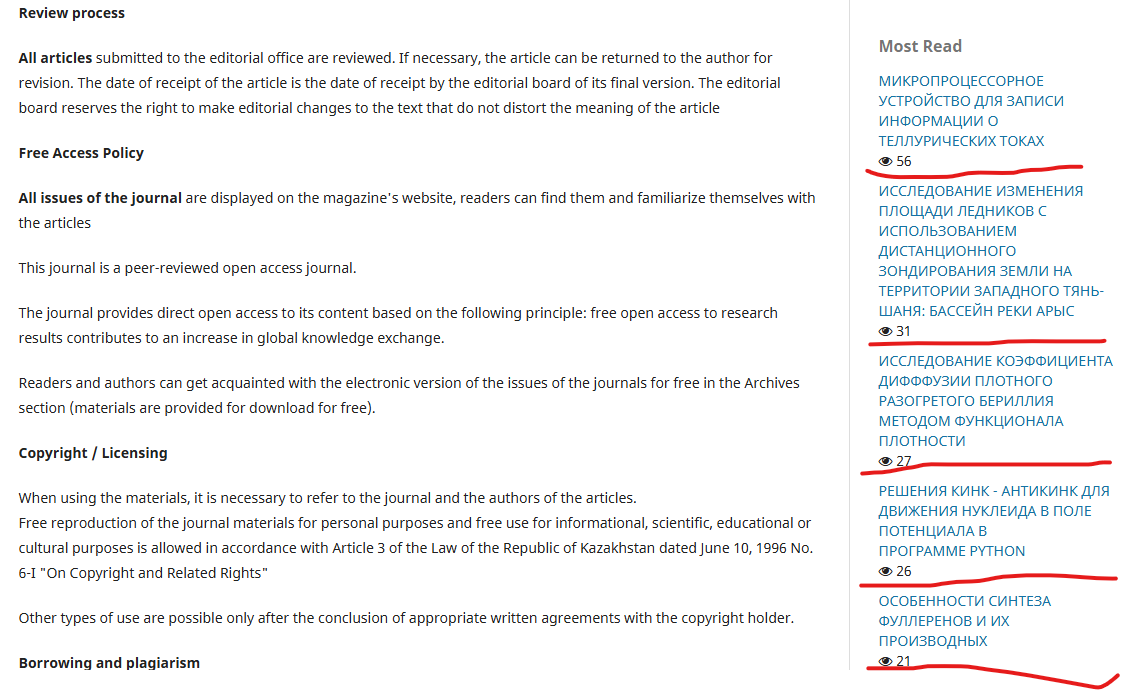 Review process
All articles submitted to the editorial office are reviewed. If necessary, the article can be returned to the author for
revision. The date of receipt of the article is the date of receipt by the editorial board of its final version. The editorial
board reserves the right to make editorial changes to the text that do not distort the meaning of the article
Free Access Policy
All issues of the journal are displayed on the magazine's website, readers can find them and familiarize themselves with
the articles
This journal is a peer-reviewed open access journal.
The journal provides direct open access to its content based on the following principle: free open access to research
results contributes to an increase in global knowledge exchange.
Readers and authors can get acquainted with the electronic version of the issues of the journals for free in the Archives
section (materials are provided for download for free).
Copyright / Licensing
When using the materials, it is necessary to refer to the journal and the authors of the articles.
Free reproduction of the journal materials for personal purposes and free use for informational, scientific, educational or
cultural purposes is allowed in accordance with Article 3 of the Law of the Republic of Kazakhstan dated June 10, 1996 No.
6-I "On Copyright and Related Rights"
Other types of use are possible only after the conclusion of appropriate written agreements with the copyright holder.
Borrowing and plagiarism
Most Read
МИКРОПРОЦЕССОРНОЕ
УСТРОЙСТВО ДЛЯ ЗАПИСИ
ИНФОРМАЦИИ О
ТЕЛЛУРИЧЕСКИХ ТОКАХ
56
ИССЛЕДОВАНИЕ ИЗМЕНЕНИЯ
ПЛОЩАДИ ЛЕДНИКОВ С
ИСПОЛЬЗОВАНИЕМ
ДИСТАНЦИОННОГО
ЗОНДИРОВАНИЯ ЗЕМЛИ НА
ТЕРРИТОРИИ ЗАПАДНОГО ТЯНЬ-
ШАНЯ: БАССЕЙН РЕКИ АРЫС
31
ИССЛЕДОВАНИЕ КОЭФФИЦИЕНТА
ДИФФФУЗИИ ПЛОТНОГО
РАЗОГРЕТОГО БЕРИЛЛИЯ
МЕТОДОМ ФУНКЦИОНАЛА
ПЛОТНОСТИ
27
РЕШЕНИЯ КИНК - АНТИКИНК ДЛЯ
ДВИЖЕНИЯ НУКЛЕИДА В ПОЛЕ
ПОТЕНЦИАЛА В
ПРОГРАММЕ PYTHON
26
ОСОБЕННОСТИ СИНТЕЗА
ФУЛЛЕРЕНОВ И ИХ
ПРОИЗВОДНЫХ
21